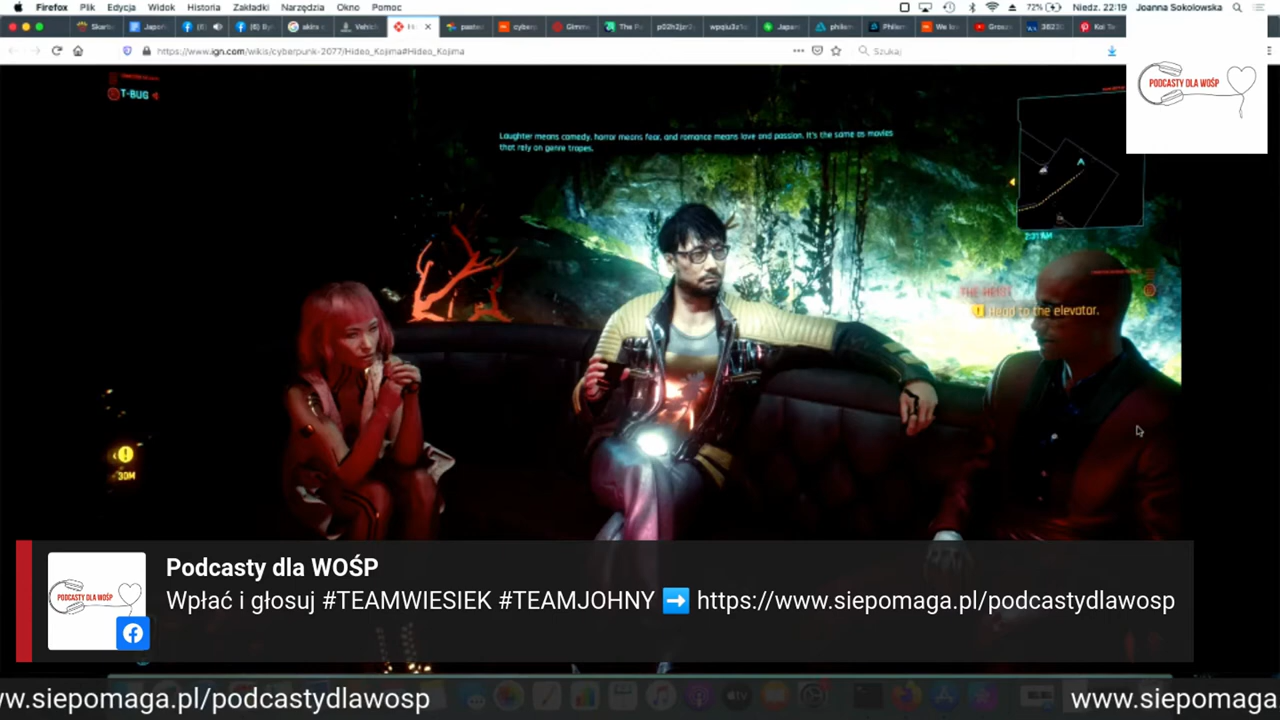 Firefox Plik Edycja Widok Historia Zakładki Narzędzia Okno Pomoc 72% Niedz. 22:19 Joanna Sokolowska
https://www.ign.com/wikis/cyberpunk-2077/Hideo_Kojima#Hideo_Kojima
Szukaj
PODCASTY DLA WOŚP
T-BUG
Laughter means comedy, horror means fear, and romance means love and passion. It's the same as movies
that rely on genre tropes.
2:31 AM
THE HEIST
Head to the elevator.
30M
Podcasty dla WOŚP
Wpłać i głosuj #TEAMWIESIEK #TEAMJOHNY ➡️ https://www.siepomaga.pl/podcastydlawosp
PODCASTY DLA WOŚP
ww.siepomaga.pl/podcastydlawosp
www.siepomaga